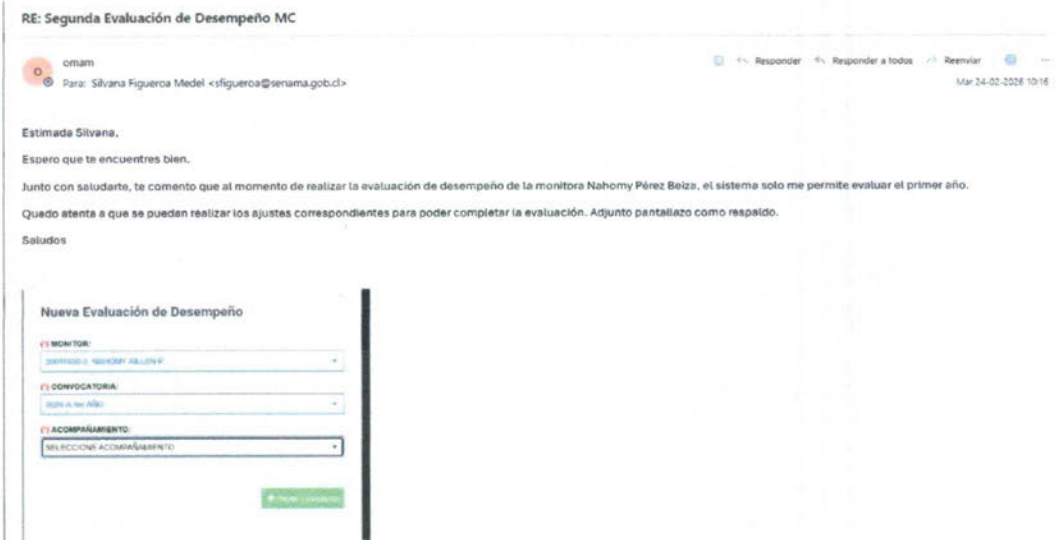 RE: Segunda Evaluación de Desempeño MC
omam
Responder Responder a todos Reenviar
Para: Silvana Figueroa Medel <sfigueroa@senama.gob.cl>
Mar 24-02-2026 10:16
Estimada Silvana,
Espero que te encuentres bien.
Junto con saludarte, te comento que al momento de realizar la evaluación de desempeño de la monitora Nahomy Pérez Beiza, el sistema solo me permite evaluar el primer año.
Quedo atenta a que se puedan realizar los ajustes correspondientes para poder completar la evaluación. Adjunto pantallazo como respaldo.
Saludos
Nueva Evaluación de Desempeño
(*) MONITOR:
NAHOMY
(*) CONVOCATORIA:
AÑO
(*) ACOMPAÑAMIENTO:
SELECCIONE ACOMPAÑAMIENTO